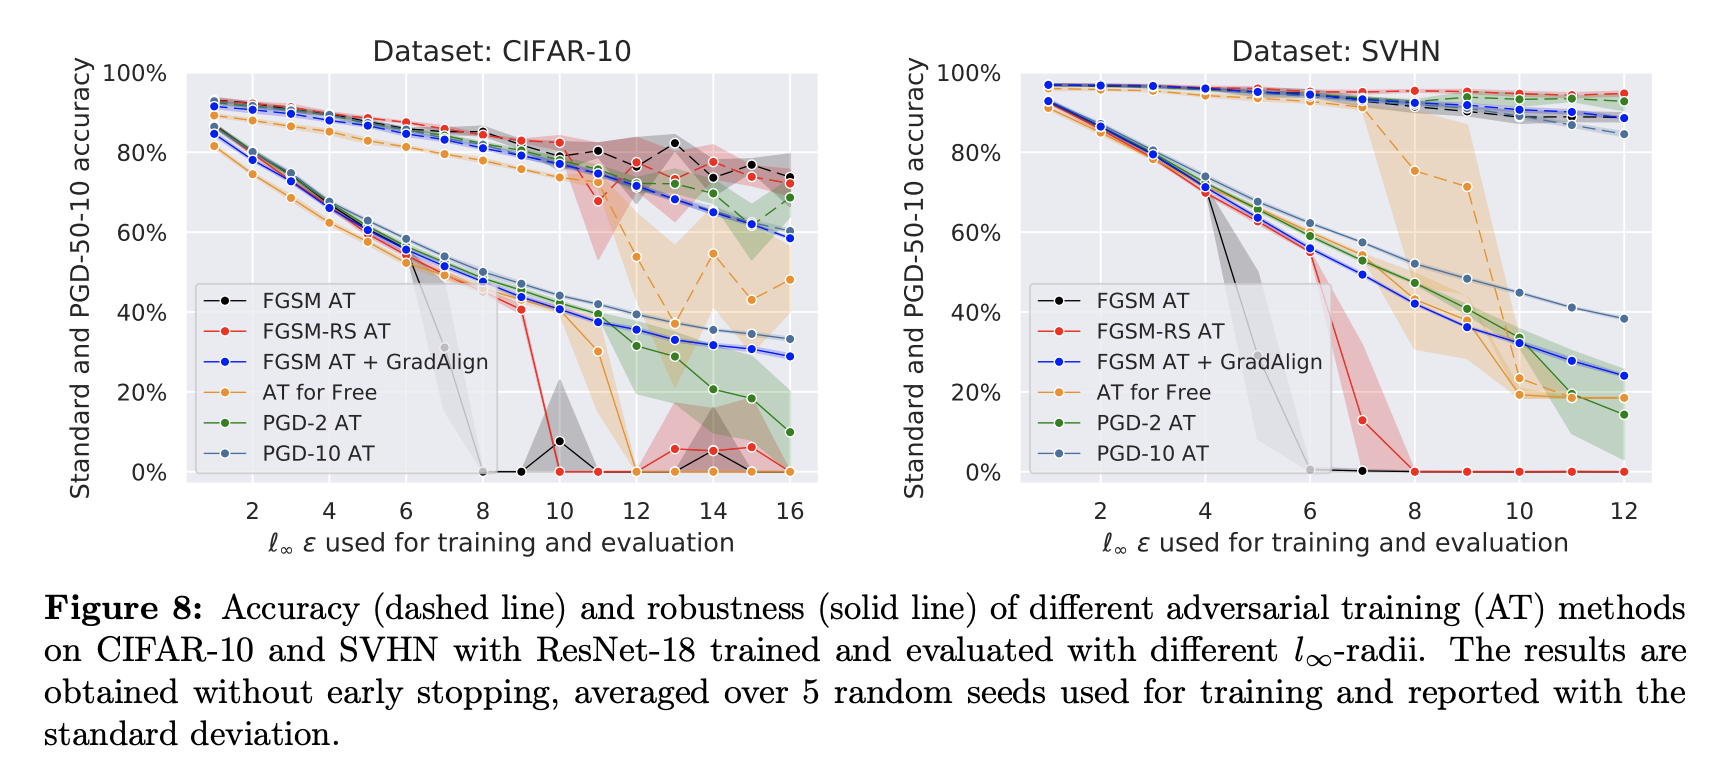 Dataset: CIFAR-10
Standard and PGD-50-10 accuracy
100%
80%
60%
40%
20%
0%
FGSM AT
FGSM-RS AT
FGSM AT + GradAlign
AT for Free
PGD-2 AT
PGD-10 AT
2 4 6 8 10 12 14 16
ℓ∞ ε used for training and evaluation
Dataset: SVHN
Standard and PGD-50-10 accuracy
100%
80%
60%
40%
20%
0%
FGSM AT
FGSM-RS AT
FGSM AT + GradAlign
AT for Free
PGD-2 AT
PGD-10 AT
2 4 6 8 10 12
ℓ∞ ε used for training and evaluation
Figure 8: Accuracy (dashed line) and robustness (solid line) of different adversarial training (AT) methods
on CIFAR-10 and SVHN with ResNet-18 trained and evaluated with different l∞-radii. The results are
obtained without early stopping, averaged over 5 random seeds used for training and reported with the
standard deviation.